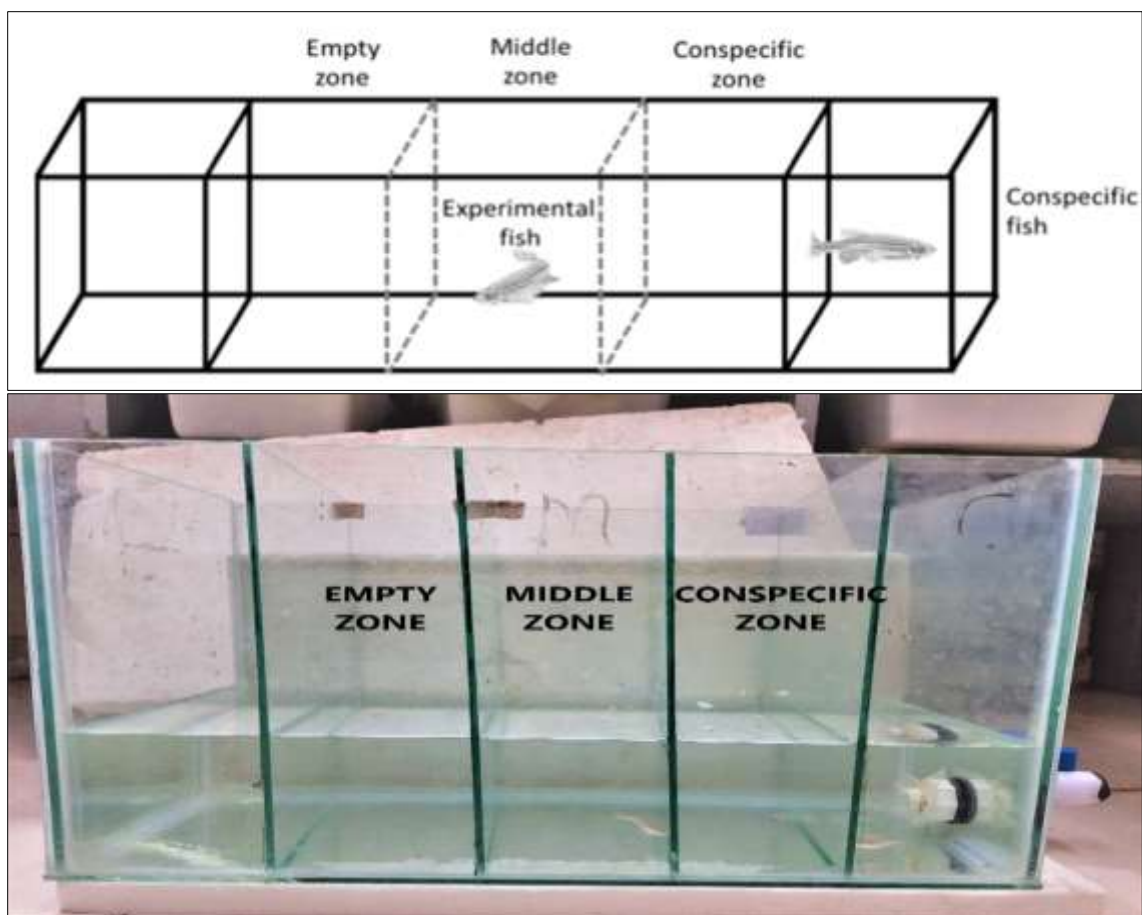 Empty
zone
Middle
zone
Conspecific
zone
Experimental
fish
Conspecific
fish
m
EMPTY
ZONE
MIDDLE
ZONE
CONSPECIFIC
ZONE